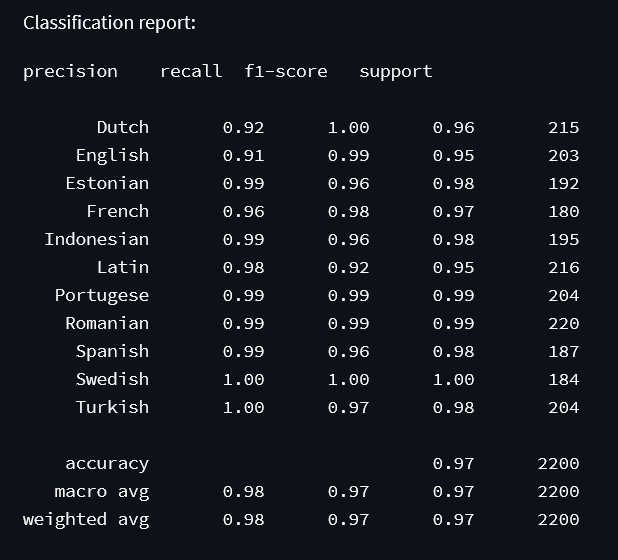 Classification report:
precision    recall  f1-score   support
Dutch       0.92      1.00      0.96       215
English       0.91      0.99      0.95       203
Estonian       0.99      0.96      0.98       192
French       0.96      0.98      0.97       180
Indonesian       0.99      0.96      0.98       195
Latin       0.98      0.92      0.95       216
Portugese       0.99      0.99      0.99       204
Romanian       0.99      0.99      0.99       220
Spanish       0.99      0.96      0.98       187
Swedish       1.00      1.00      1.00       184
Turkish       1.00      0.97      0.98       204
accuracy                           0.97      2200
macro avg       0.98      0.97      0.97      2200
weighted avg       0.98      0.97      0.97      2200